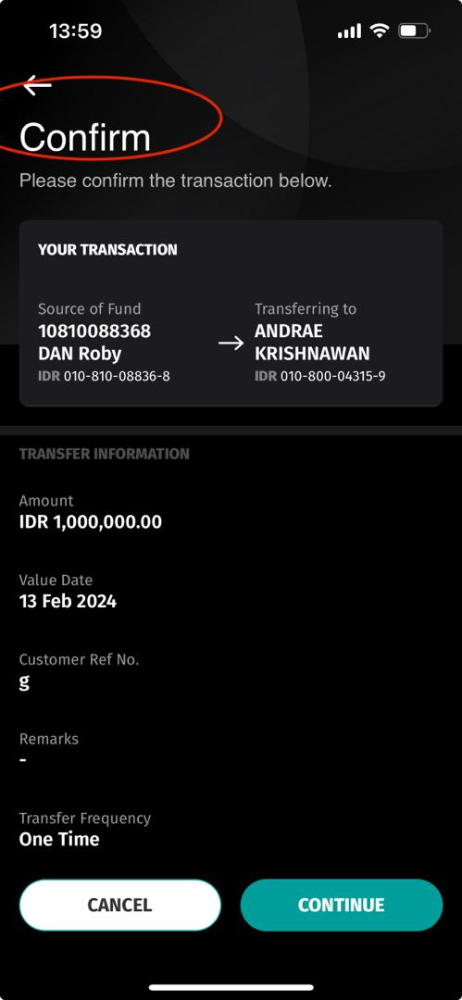 13:59
Confirm
Please confirm the transaction below.
YOUR TRANSACTION
Source of Fund
10810088368
DAN Roby
IDR 010-810-08836-8
Transferring to
ANDRAE
KRISHNAWAN
IDR 010-800-04315-9
TRANSFER INFORMATION
Amount
IDR 1,000,000.00
Value Date
13 Feb 2024
Customer Ref No.
g
Remarks
-
Transfer Frequency
One Time
CANCEL
CONTINUE